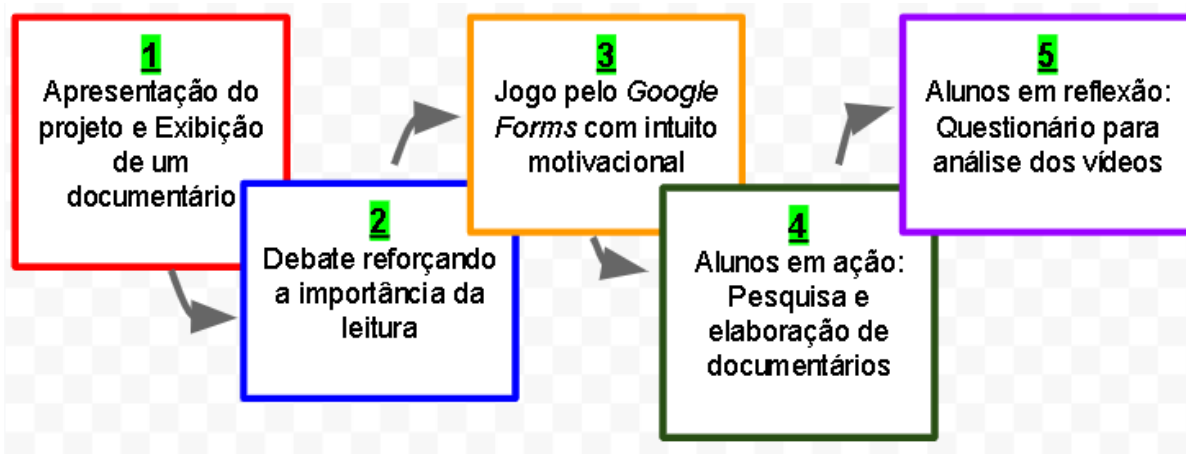 1
Apresentação do
projeto e Exibição
de um
documentário
2
Debate reforçando
a importância da
leitura
3
Jogo pelo Google
Forms com intuito
motivacional
4
Alunos em ação:
Pesquisa e
elaboração de
documentários
5
Alunos em reflexão:
Questionário para
análise dos vídeos